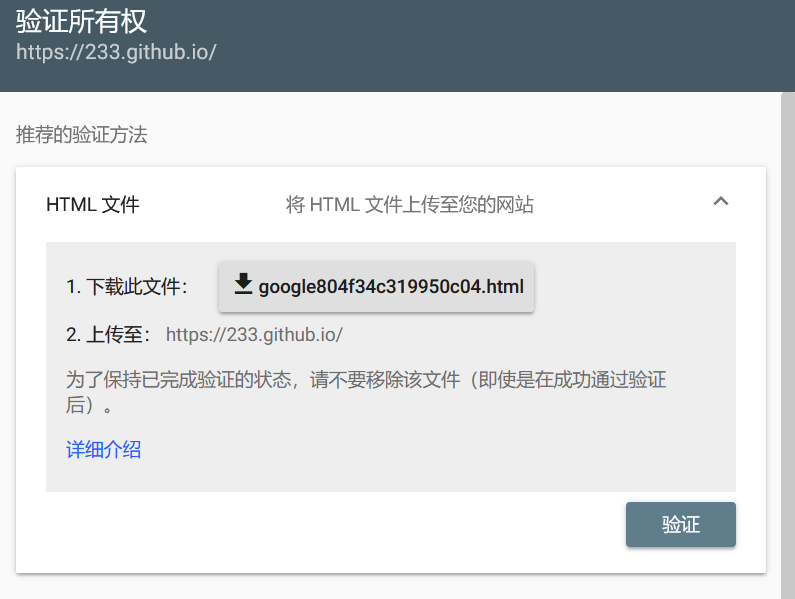 验证所有权
https://233.github.io/
推荐的验证方法
HTML 文件
将 HTML 文件上传至您的网站
1. 下载此文件：
google804f34c319950c04.html
2. 上传至： https://233.github.io/
为了保持已完成验证的状态，请不要移除该文件（即使是在成功通过验证
后）。
详细介绍
验证